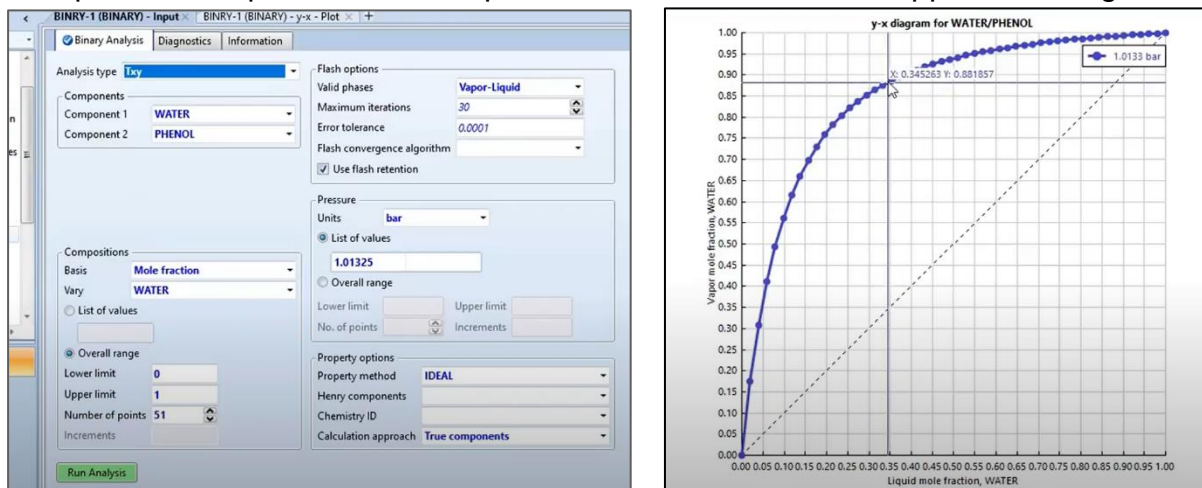 BINRY-1 (BINARY) - Input × BINRY-1 (BINARY) - y-x - Plot × +
Binary Analysis Diagnostics Information
Analysis type Txy
Components
Component 1 WATER
Component 2 PHENOL
Compositions
Basis Mole fraction
Vary WATER
List of values
Overall range
Lower limit 0
Upper limit 1
Number of points 51
Increments
Run Analysis
Flash options
Valid phases Vapor-Liquid
Maximum iterations 30
Error tolerance 0.0001
Flash convergence algorithm
Use flash retention
Pressure
Units bar
List of values
1.01325
Overall range
Lower limit Upper limit
No. of points Increments
Property options
Property method IDEAL
Henry components
Chemistry ID
Calculation approach True components
y-x diagram for WATER/PHENOL
1.0133 bar
X: 0.345263 Y: 0.881857
Vapor mole fraction, WATER
1.00
0.95
0.90
0.85
0.80
0.75
0.70
0.65
0.60
0.55
0.50
0.45
0.40
0.35
0.30
0.25
0.20
0.15
0.10
0.05
0.00
0.00 0.05 0.10 0.15 0.20 0.25 0.30 0.35 0.40 0.45 0.50 0.55 0.60 0.65 0.70 0.75 0.80 0.85 0.90 0.95 1.00
Liquid mole fraction, WATER